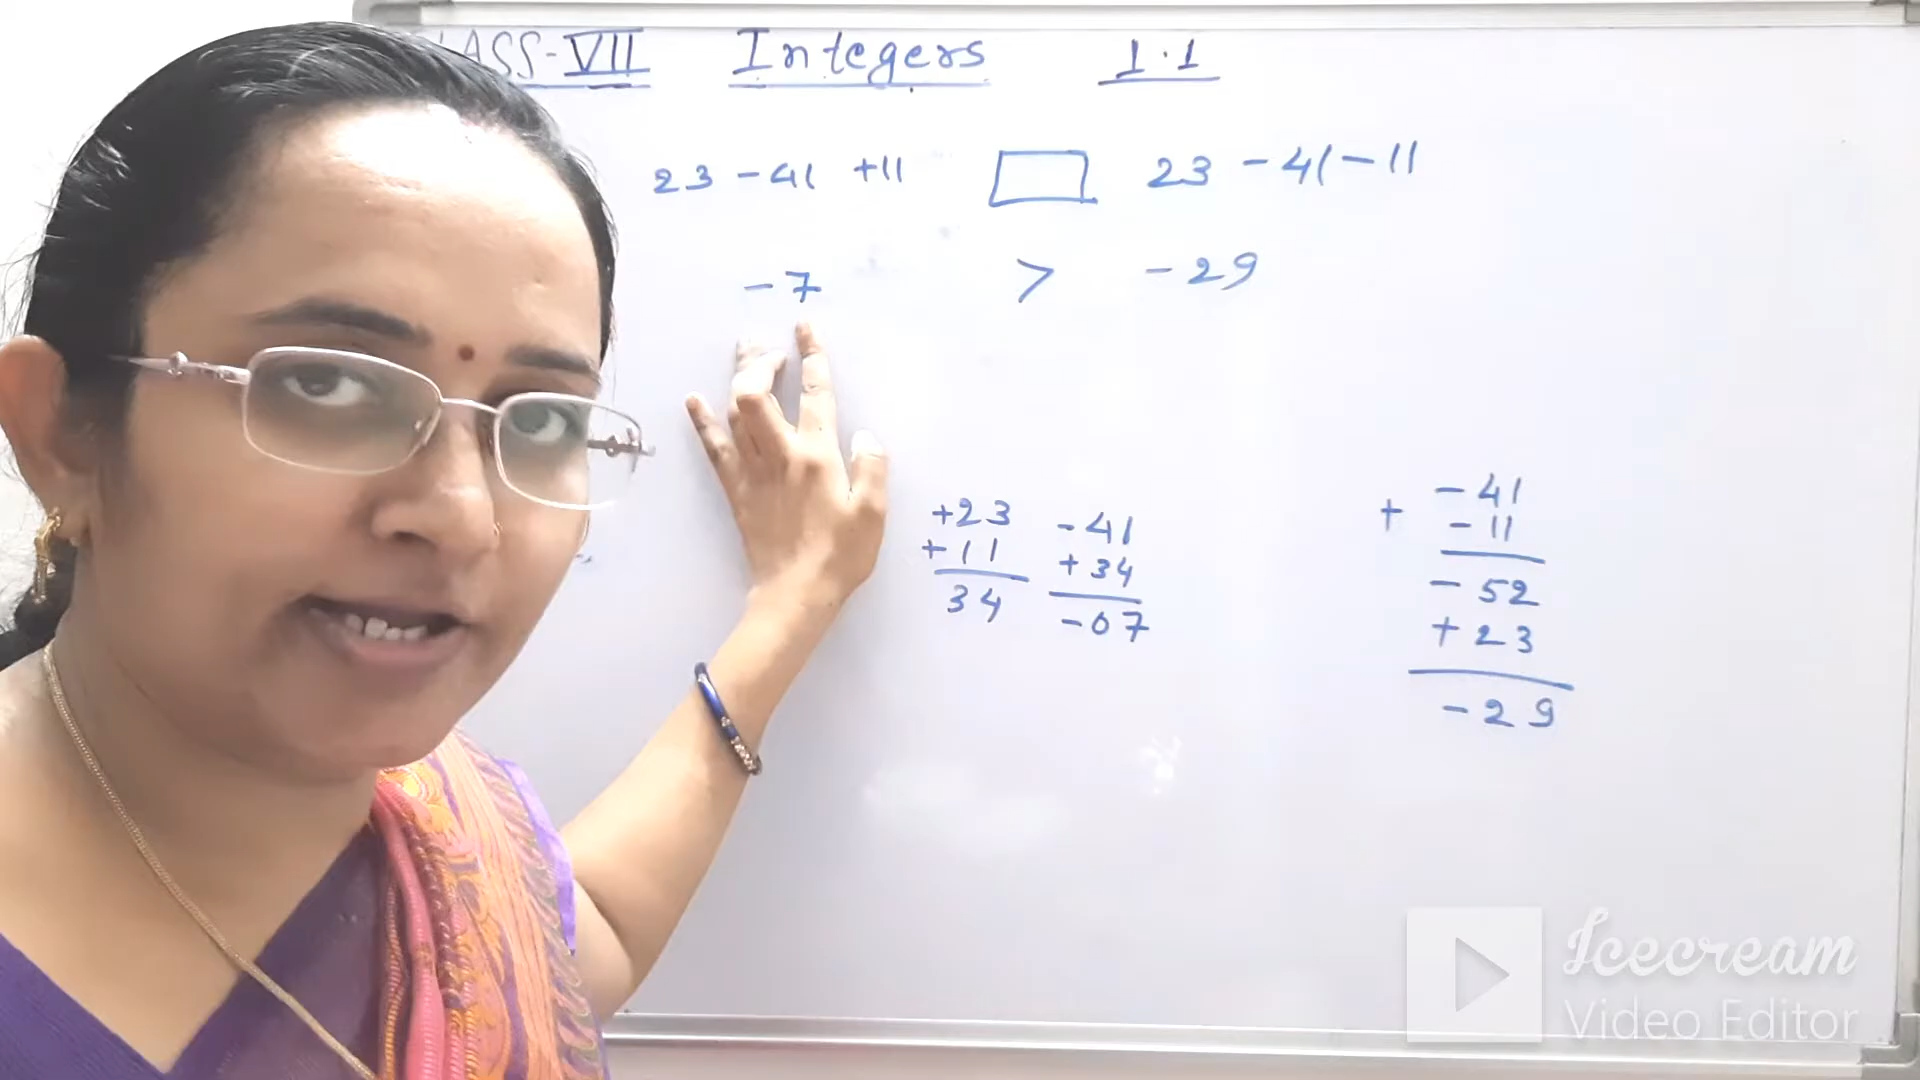 LASS-VII Integers 1.1
23 -41 +11 23 -41-11
-7 > -29
+23
+11
34
-41
+34
-07
-41
+ -11
-52
+23
-29
Icecream
Video Editor